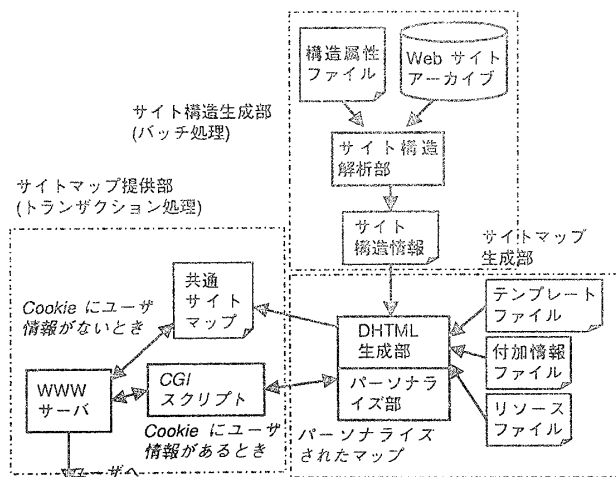 構造属性
ファイル
Web サイト
アーカイブ
サイト構造生成部
(バッチ処理)
サイト構造
解析部
サイトマップ提供部
(トランザクション処理)
サイト
構造情報
サイトマップ
生成部
共通
サイト
マップ
Cookie にユーザ
情報がないとき
DHTML
生成部
パーソナラ
イズ部
テンプレート
ファイル
付加情報
ファイル
リソース
ファイル
WWW
サーバ
CGI
スクリプト
Cookie にユーザ
情報があるとき
パーソナライズ
されたマップ
ユーザへ